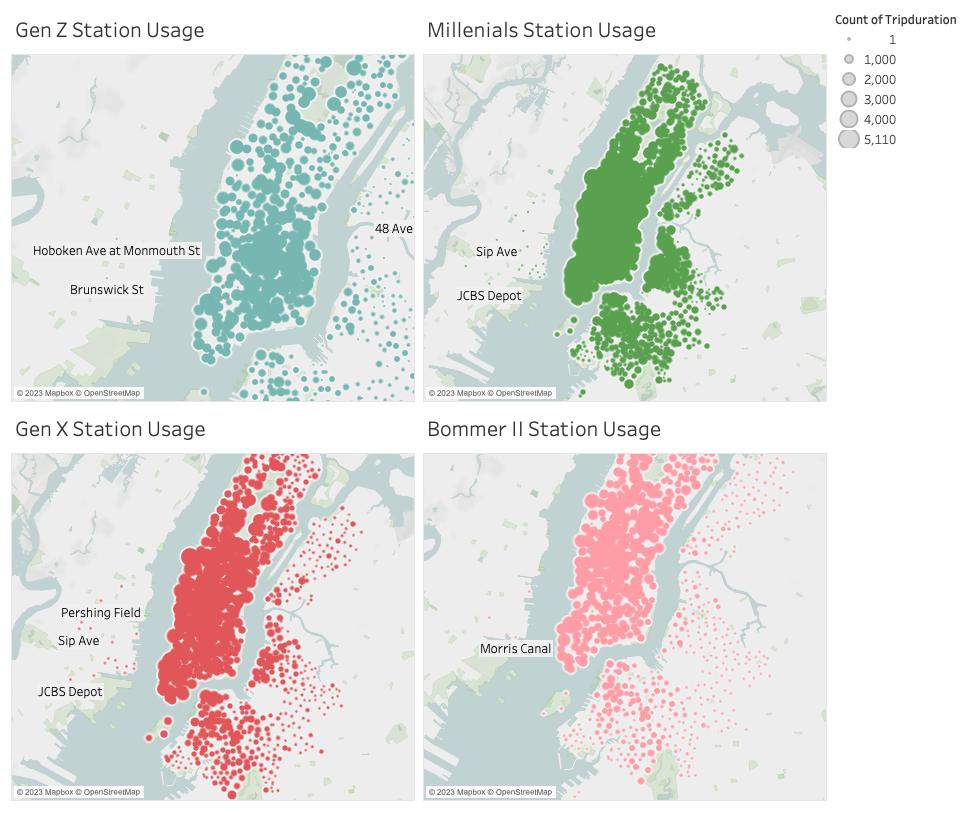 Gen Z Station Usage
Millenials Station Usage
Count of Tripduration
1
1,000
2,000
3,000
4,000
5,110
48 Ave
Hoboken Ave at Monmouth St
Brunswick St
© 2023 Mapbox © OpenStreetMap
Sip Ave
JCBS Depot
© 2023 Mapbox © OpenStreetMap
Gen X Station Usage
Bommer II Station Usage
Pershing Field
Sip Ave
JCBS Depot
© 2023 Mapbox © OpenStreetMap
Morris Canal
© 2023 Mapbox © OpenStreetMap